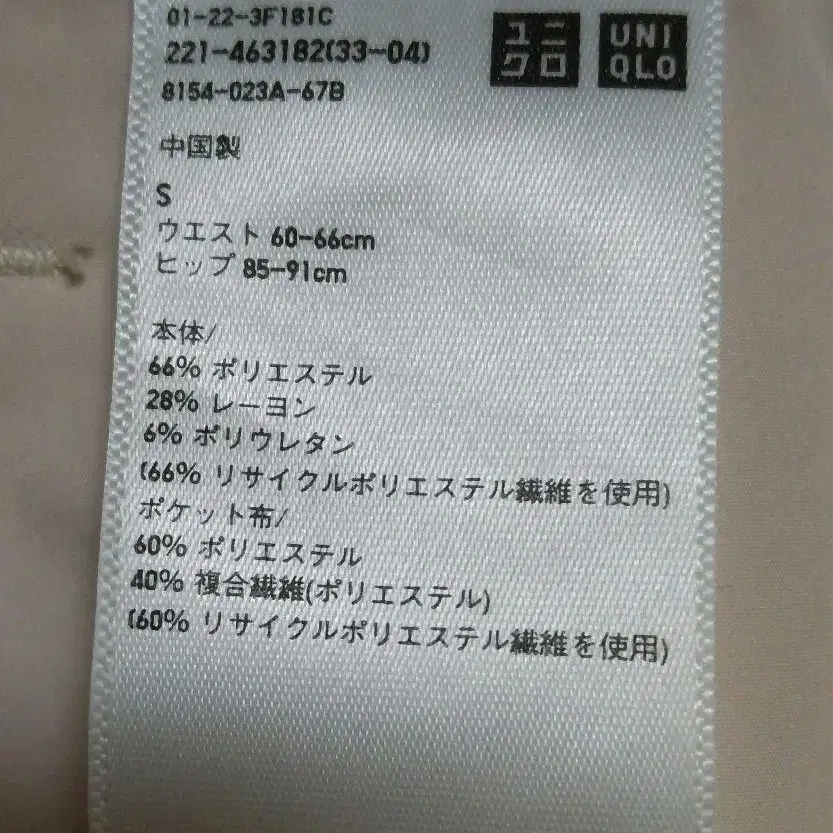 01-22-3F181C
221-463182(33-04)
8154-023A-67B
ユニ
クロ
UNI
QLO
中国製
S
ウエスト 60-66cm
ヒップ 85-91cm
本体/
66% ポリエステル
28% レーヨン
6% ポリウレタン
(66% リサイクルポリエステル繊維を使用)
ポケット布/
60% ポリエステル
40% 複合繊維(ポリエステル)
(60% リサイクルポリエステル繊維を使用)